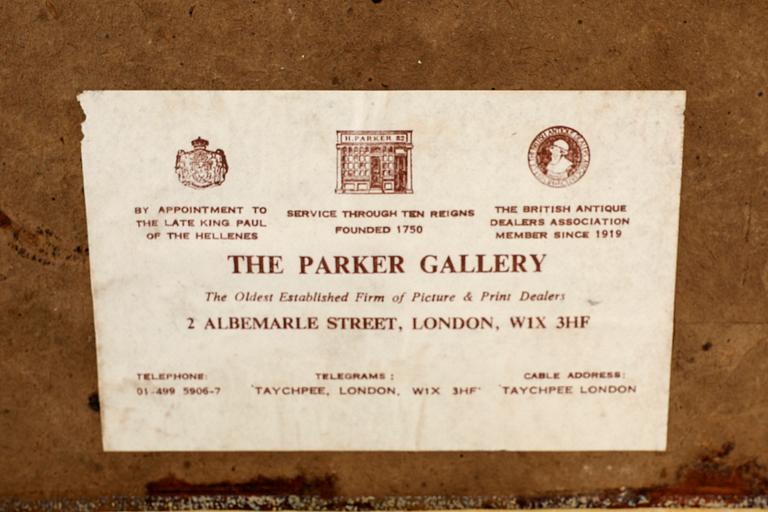 H. PARKER 82
BY APPOINTMENT TO
THE LATE KING PAUL
OF THE HELLENES
SERVICE THROUGH TEN REIGNS
FOUNDED 1750
THE BRITISH ANTIQUE
DEALERS ASSOCIATION
MEMBER SINCE 1919
THE PARKER GALLERY
The Oldest Established Firm of Picture & Print Dealers
2 ALBEMARLE STREET, LONDON, W1X 3HF
TELEPHONE:
01-499 5906-7
TELEGRAMS :
'TAYCHPEE, LONDON, W1X 3HF'
CABLE ADDRESS:
'TAYCHPEE LONDON